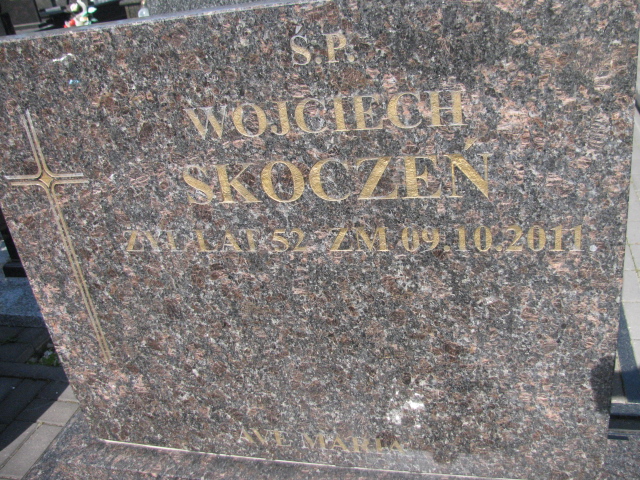 Ś.P.
WOJCIECH
SKOCZEŃ
ŻYŁ LAT 52 ZM 09.10.2011
AVE MARIA